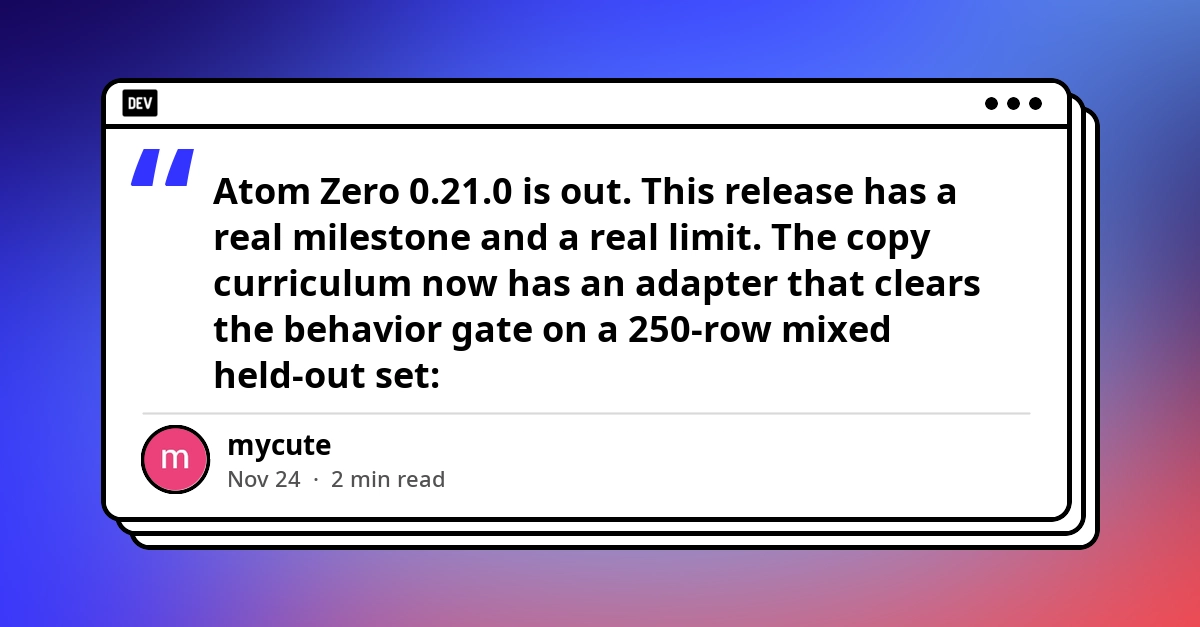 DEV
Atom Zero 0.21.0 is out. This release has a
real milestone and a real limit. The copy
curriculum now has an adapter that clears
the behavior gate on a 250-row mixed
held-out set:
m
mycute
Nov 24 · 2 min read